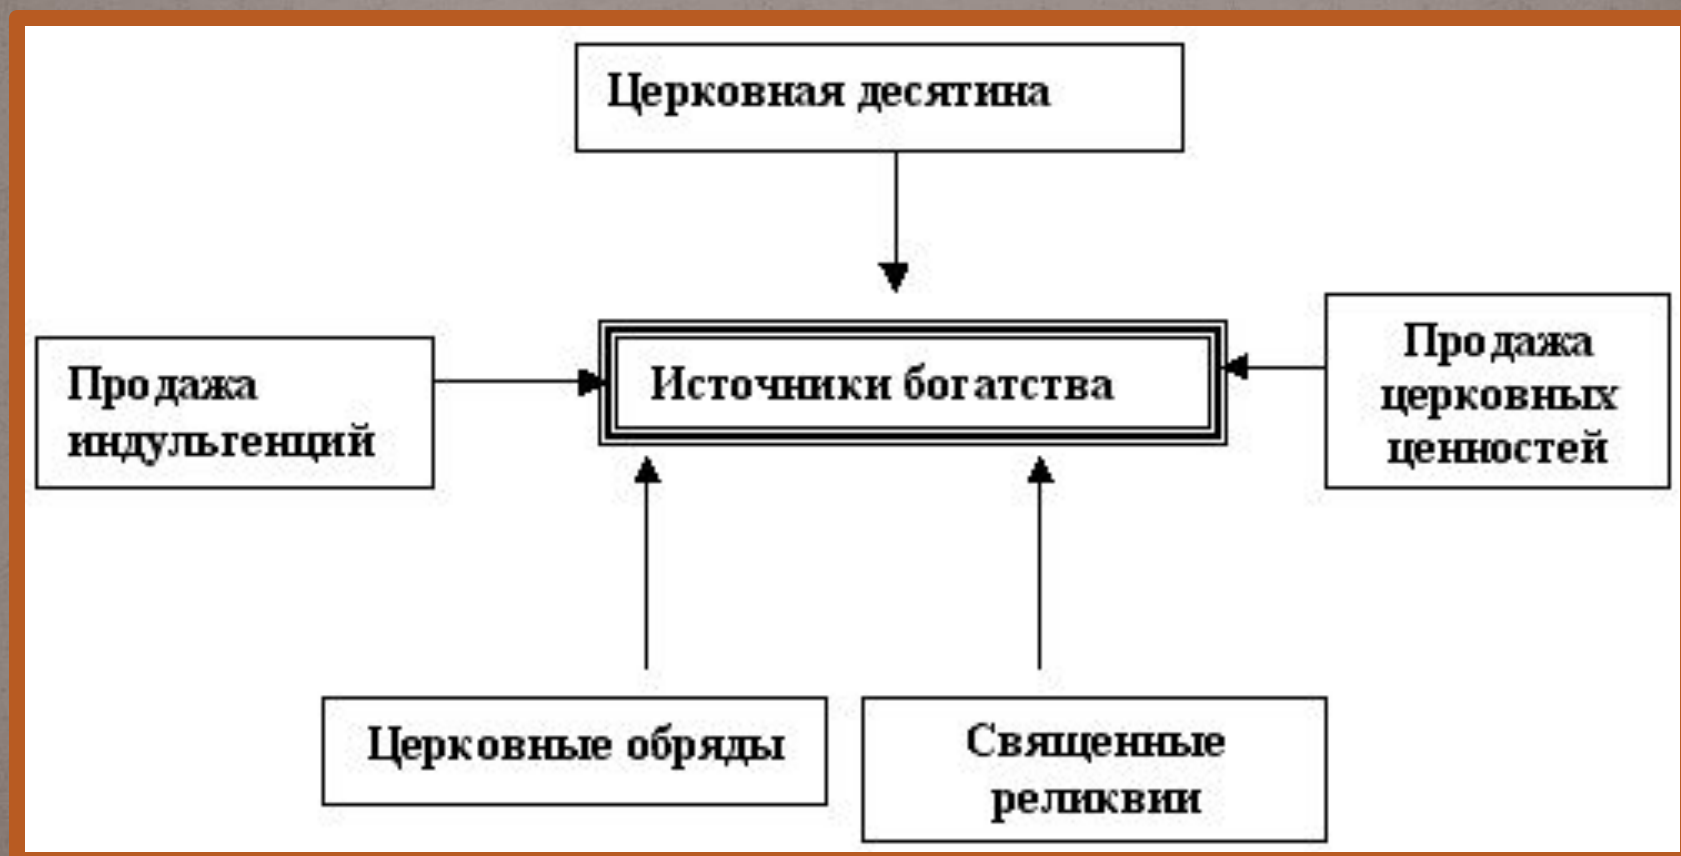 Церковная десятина
Продажа
индульгенций
Источники богатства
Продажа
церковных
ценностей
Церковные обряды
Священные
реликвии